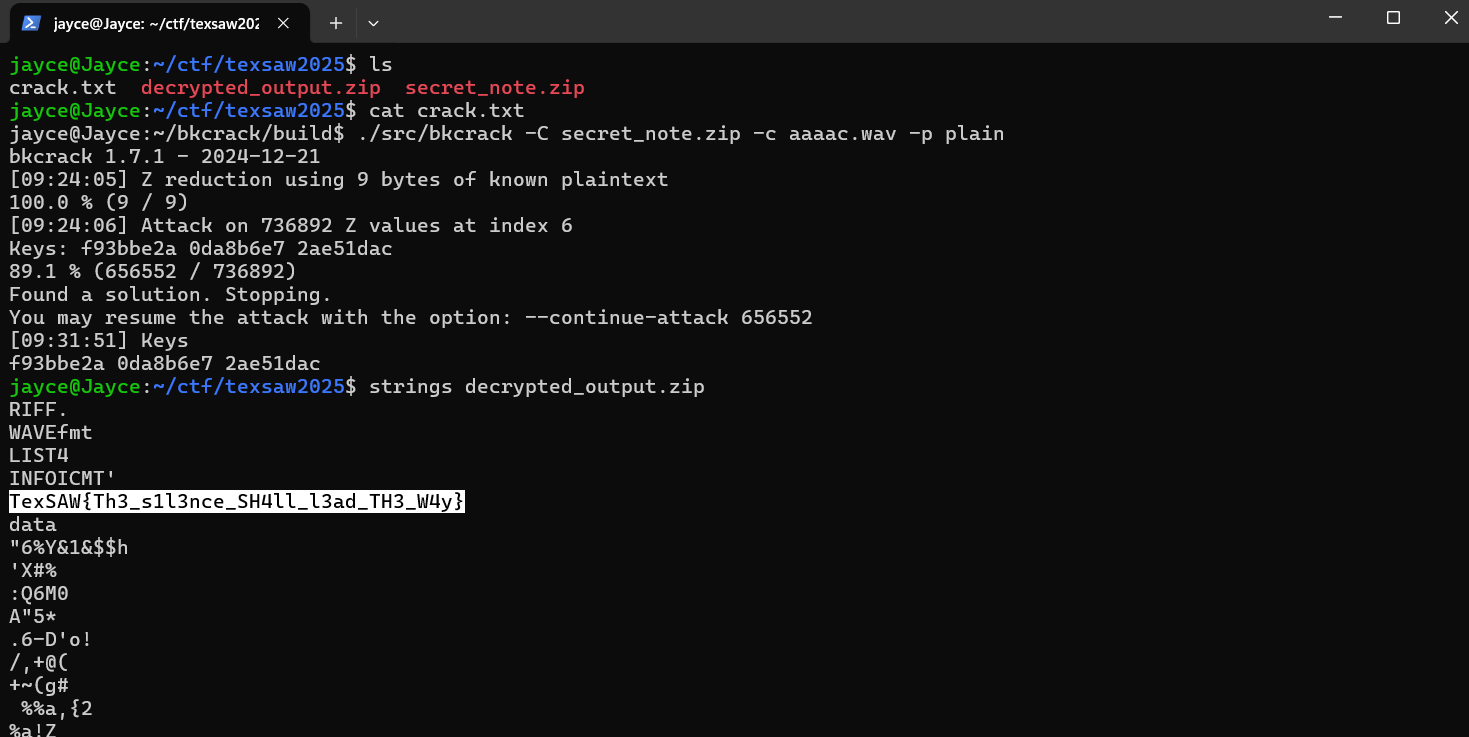 jayce@Jayce: ~/ctf/texsaw202
jayce@Jayce:~/ctf/texsaw2025$ ls
crack.txt  decrypted_output.zip  secret_note.zip
jayce@Jayce:~/ctf/texsaw2025$ cat crack.txt
jayce@Jayce:~/bkcrack/build$ ./src/bkcrack -C secret_note.zip -c aaaac.wav -p plain
bkcrack 1.7.1 - 2024-12-21
[09:24:05] Z reduction using 9 bytes of known plaintext
100.0 % (9 / 9)
[09:24:06] Attack on 736892 Z values at index 6
Keys: f93bbe2a 0da8b6e7 2ae51dac
89.1 % (656552 / 736892)
Found a solution. Stopping.
You may resume the attack with the option: --continue-attack 656552
[09:31:51] Keys
f93bbe2a 0da8b6e7 2ae51dac
jayce@Jayce:~/ctf/texsaw2025$ strings decrypted_output.zip
RIFF.
WAVEfmt
LIST4
INFOICMT'
TexSAW{Th3_s1l3nce_SH4ll_l3ad_TH3_W4y}
data
"6%Y&1&$$h
'X#%
:Q6M0
A"5*
.6-D'o!
/,+@(
+~(g#
 %%a,{2
%a!Z